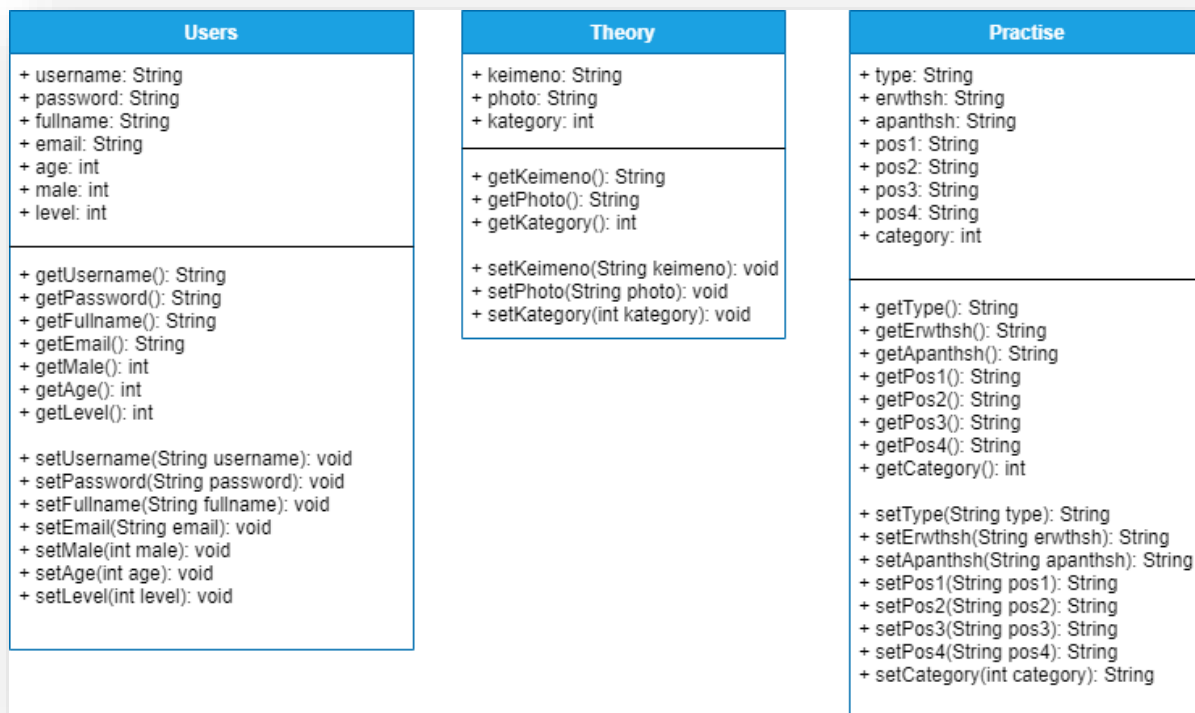 Users
+ username: String
+ password: String
+ fullname: String
+ email: String
+ age: int
+ male: int
+ level: int
+ getUsername(): String
+ getPassword(): String
+ getFullname(): String
+ getEmail(): String
+ getMale(): int
+ getAge(): int
+ getLevel(): int
+ setUsername(String username): void
+ setPassword(String password): void
+ setFullname(String fullname): void
+ setEmail(String email): void
+ setMale(int male): void
+ setAge(int age): void
+ setLevel(int level): void
Theory
+ keimeno: String
+ photo: String
+ kategory: int
+ getKeimeno(): String
+ getPhoto(): String
+ getKategory(): int
+ setKeimeno(String keimeno): void
+ setPhoto(String photo): void
+ setKategory(int kategory): void
Practise
+ type: String
+ erwthsh: String
+ apanthsh: String
+ pos1: String
+ pos2: String
+ pos3: String
+ pos4: String
+ category: int
+ getType(): String
+ getErwthsh(): String
+ getApanthsh(): String
+ getPos1(): String
+ getPos2(): String
+ getPos3(): String
+ getPos4(): String
+ getCategory(): int
+ setType(String type): String
+ setErwthsh(String erwthsh): String
+ setApanthsh(String apanthsh): String
+ setPos1(String pos1): String
+ setPos2(String pos2): String
+ setPos3(String pos3): String
+ setPos4(String pos4): String
+ setCategory(int category): String